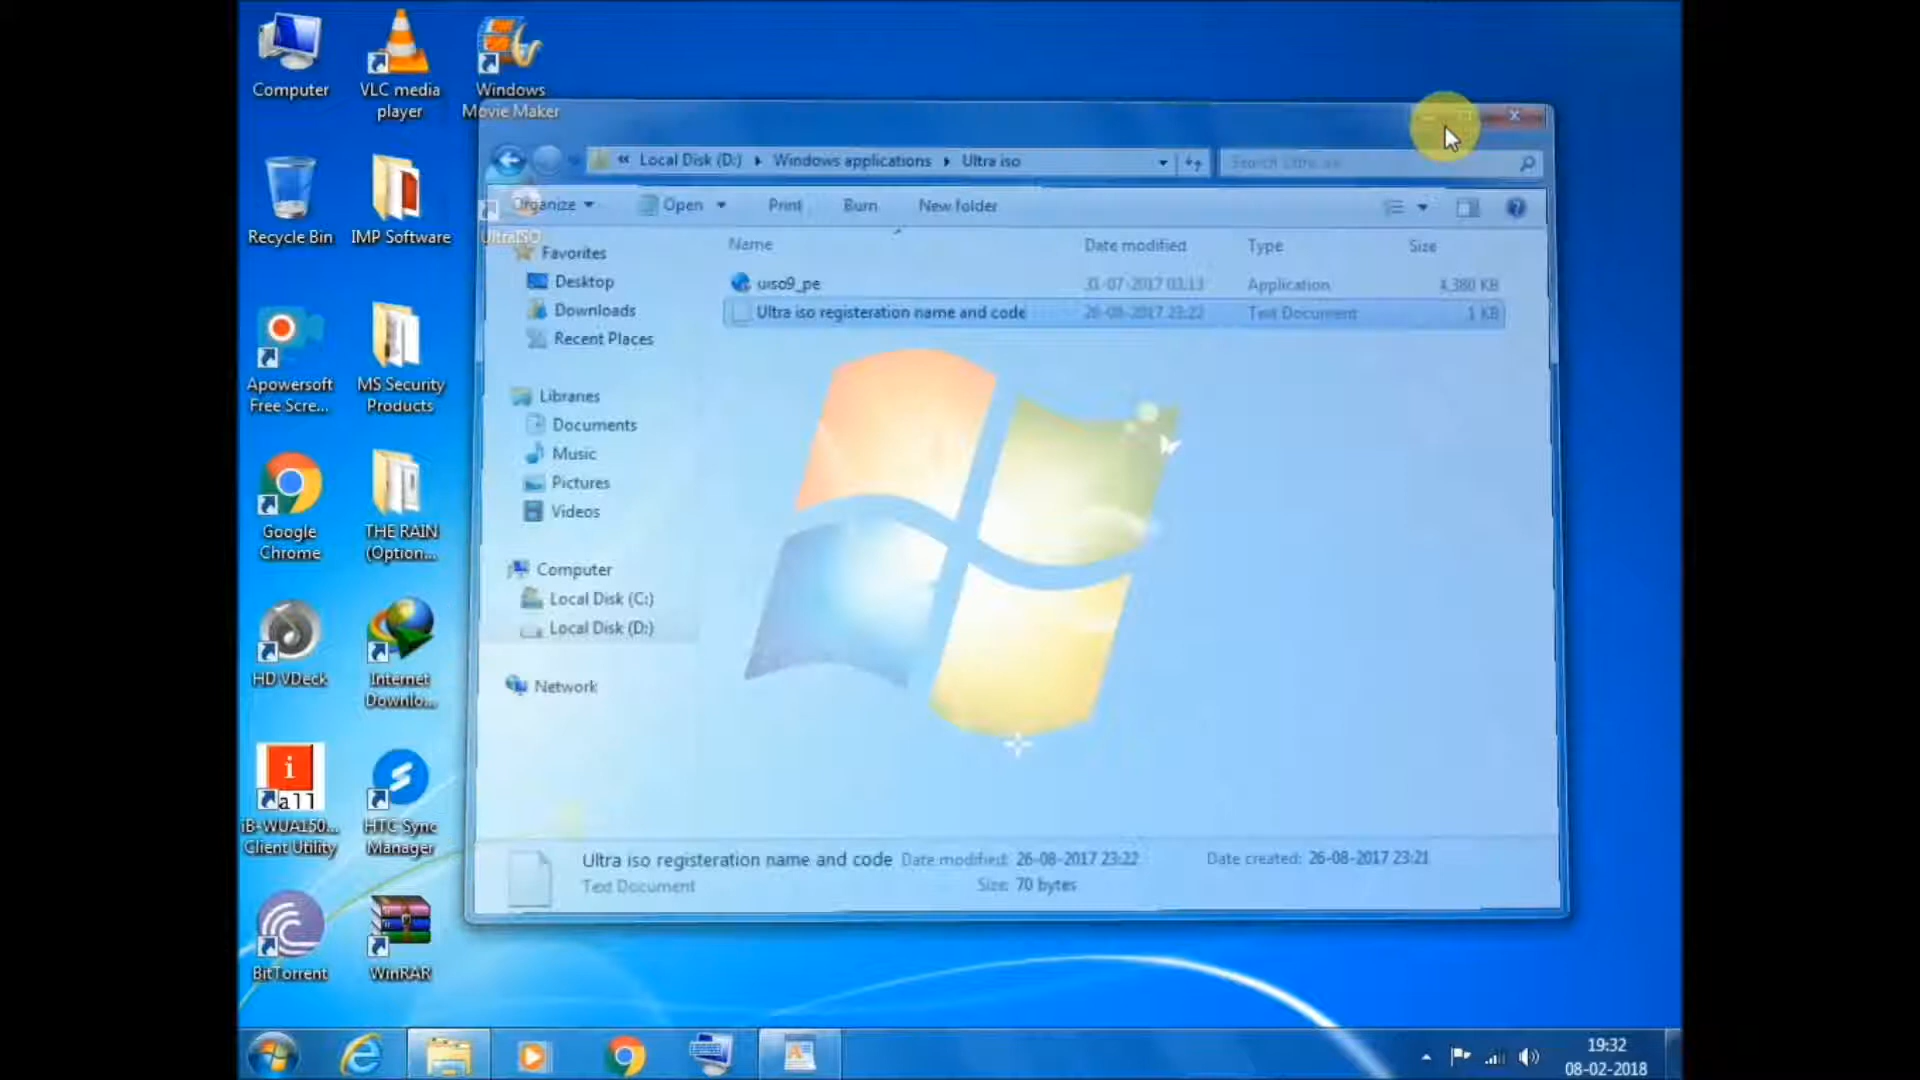 Computer
VLC media
player
Windows
Movie Maker
Recycle Bin
IMP Software
UltraISO
Apowersoft
Free Scre...
MS Security
Products
Google
Chrome
THE RAIN
(Option...
HD VDeck
Internet
Downlo...
i
all
iB-WUA150...
Client Utility
HTC Sync
Manager
BitTorrent
WinRAR
« Local Disk (D:) Windows applications Ultra iso
Organize Open Print Burn New folder
Name Date modified Type Size
uiso9_pe 31-07-2017 03:13 Application 4,380 KB
Ultra iso registeration name and code 26-08-2017 23:22 Text Document 1 KB
Favorites
Desktop
Downloads
Recent Places
Libraries
Documents
Music
Pictures
Videos
Computer
Local Disk (C:)
Local Disk (D:)
Network
Ultra iso registeration name and code Date modified: 26-08-2017 23:22 Date created: 26-08-2017 23:21
Text Document Size: 70 bytes
19:32
08-02-2018